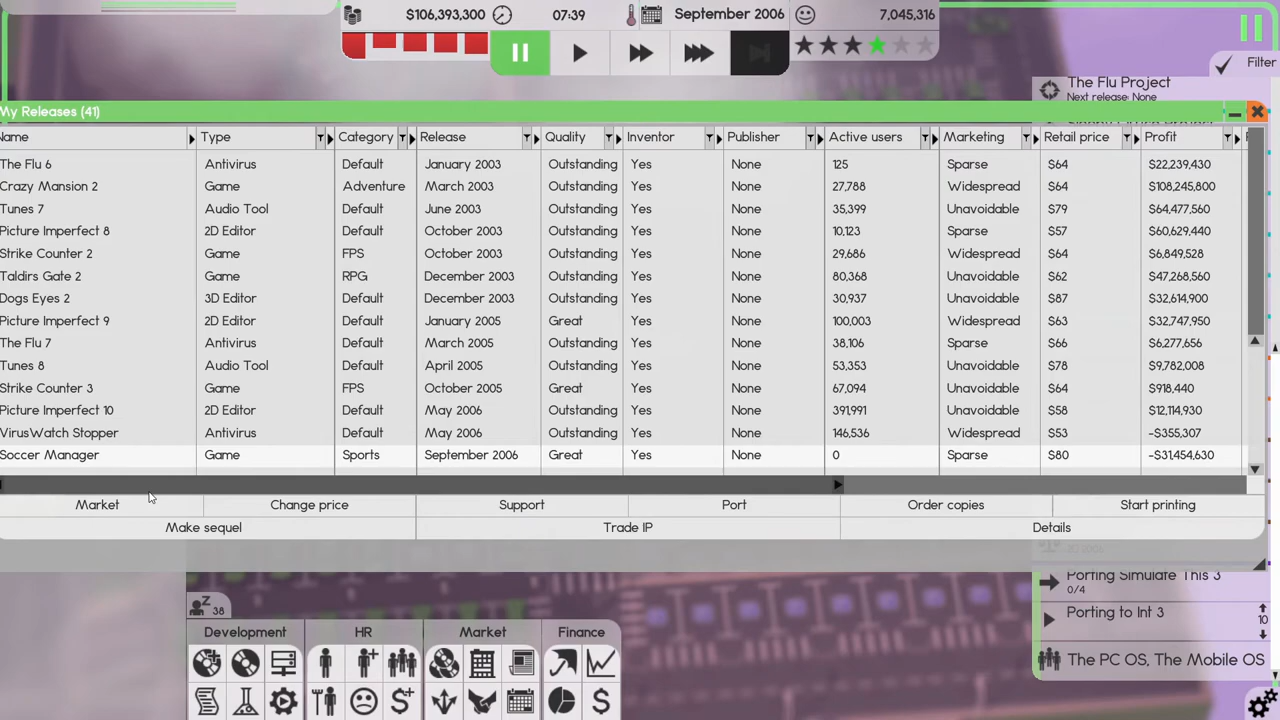 $106,393,300 07:39 September 2006 7,045,316
Filter
The Flu Project
Next release: None
My Releases (41)
Name Type Category Release Quality Inventor Publisher Active users Marketing Retail price Profit
The Flu 6 Antivirus Default January 2003 Outstanding Yes None 125 Sparse $64 $22,239,430
Crazy Mansion 2 Game Adventure March 2003 Outstanding Yes None 27,788 Widespread $64 $108,245,800
Tunes 7 Audio Tool Default June 2003 Outstanding Yes None 35,399 Unavoidable $79 $64,477,560
Picture Imperfect 8 2D Editor Default October 2003 Outstanding Yes None 10,123 Sparse $57 $60,629,440
Strike Counter 2 Game FPS October 2003 Outstanding Yes None 29,686 Widespread $64 $6,849,528
Taldirs Gate 2 Game RPG December 2003 Outstanding Yes None 80,368 Unavoidable $62 $47,268,560
Dogs Eyes 2 3D Editor Default December 2003 Outstanding Yes None 30,937 Unavoidable $87 $32,614,900
Picture Imperfect 9 2D Editor Default January 2005 Great Yes None 100,003 Widespread $63 $32,747,950
The Flu 7 Antivirus Default March 2005 Outstanding Yes None 38,106 Sparse $66 $6,277,656
Tunes 8 Audio Tool Default April 2005 Outstanding Yes None 53,353 Unavoidable $78 $9,782,008
Strike Counter 3 Game FPS October 2005 Great Yes None 67,094 Unavoidable $64 $918,440
Picture Imperfect 10 2D Editor Default May 2006 Outstanding Yes None 391,991 Unavoidable $58 $12,114,930
VirusWatch Stopper Antivirus Default May 2006 Outstanding Yes None 146,536 Widespread $53 -$355,307
Soccer Manager Game Sports September 2006 Great Yes None 0 Sparse $80 -$31,454,630
Market Change price Support Port Order copies Start printing
Make sequel Trade IP Details
Porting Simulate This 3
0/4
Porting to Int 3
10
The PC OS, The Mobile OS
Z 38
Development HR Market Finance